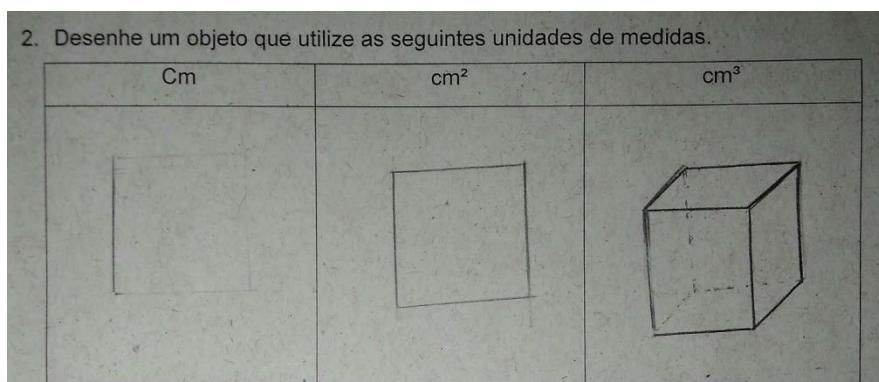 2. Desenhe um objeto que utilize as seguintes unidades de medidas.
Cm
cm²
cm³